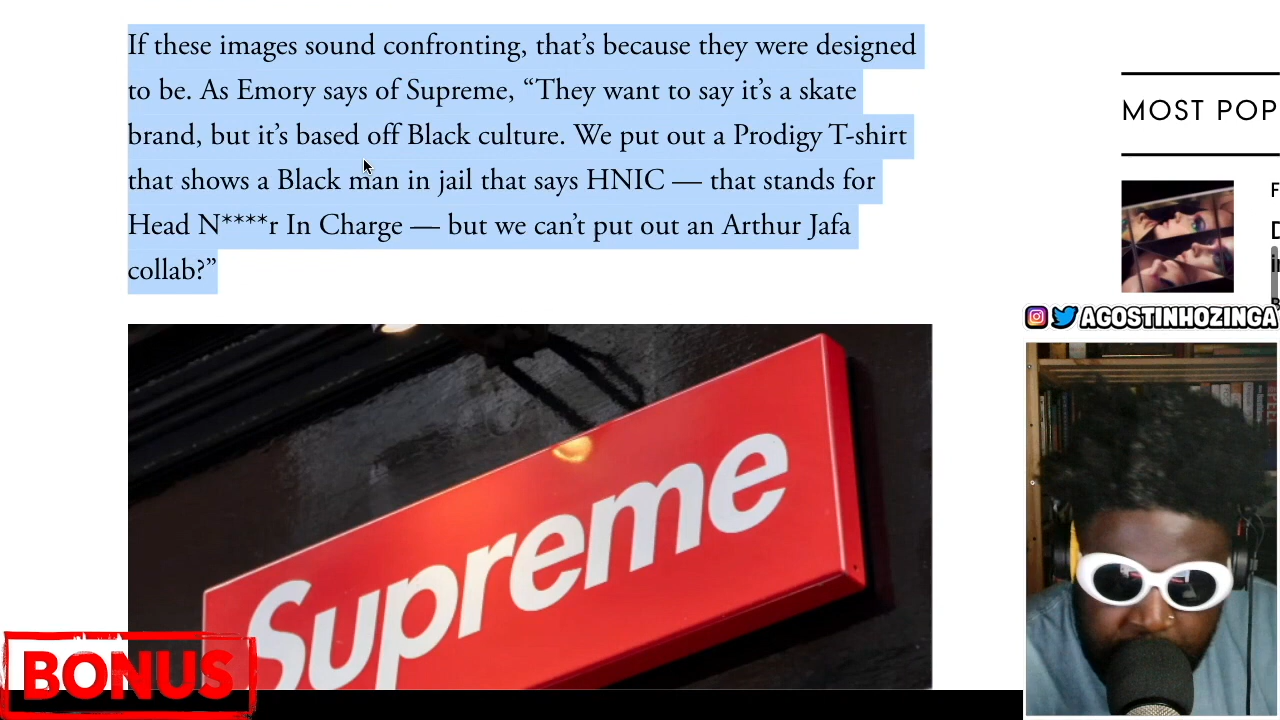 If these images sound confronting, that’s because they were designed
to be. As Emory says of Supreme, “They want to say it’s a skate
brand, but it’s based off Black culture. We put out a Prodigy T-shirt
that shows a Black man in jail that says HNIC — that stands for
Head N****r In Charge — but we can’t put out an Arthur Jafa
collab?”
MOST POP
F
D
AGOSTINHOZINGA
Supreme
BONUS